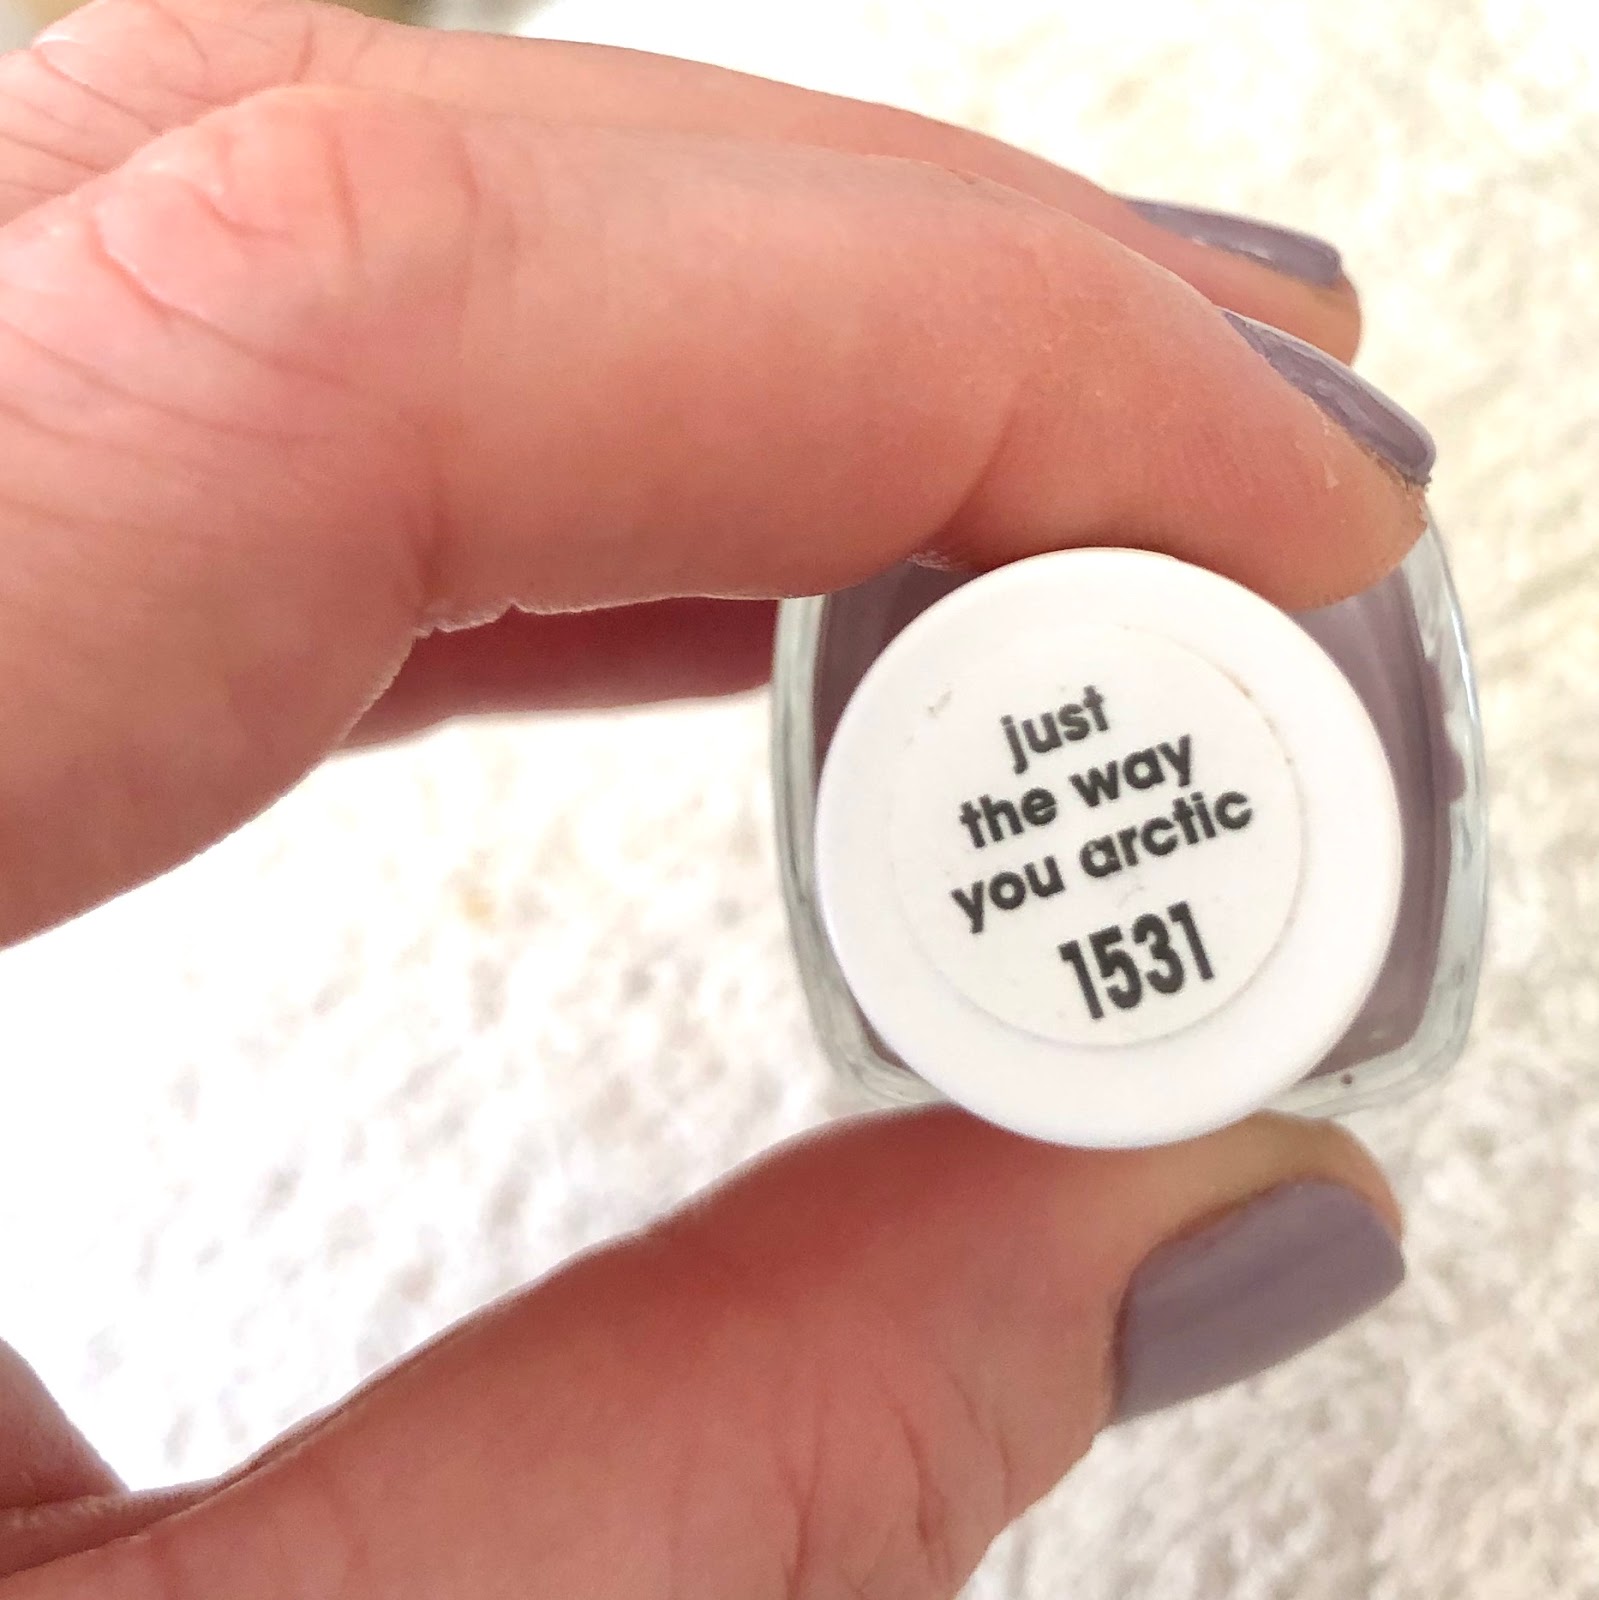 just
the way
you arctic
1531